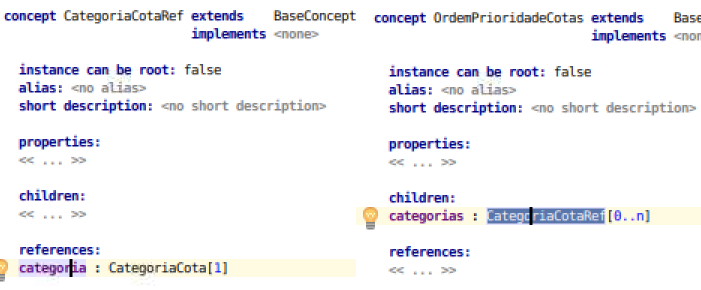 concept CategoriaCotaRef extends BaseConcept
implements <none>
instance can be root: false
alias: <no alias>
short description: <no short description>
properties:
<< ... >>
children:
<< ... >>
references:
categoria : CategoriaCota[1]
concept OrdemPrioridadeCotas extends Base
implements <non
instance can be root: false
alias: <no alias>
short description: <no short description>
properties:
<< ... >>
children:
categorias : CategoriaCotaRef[0..n]
references:
<< ... >>